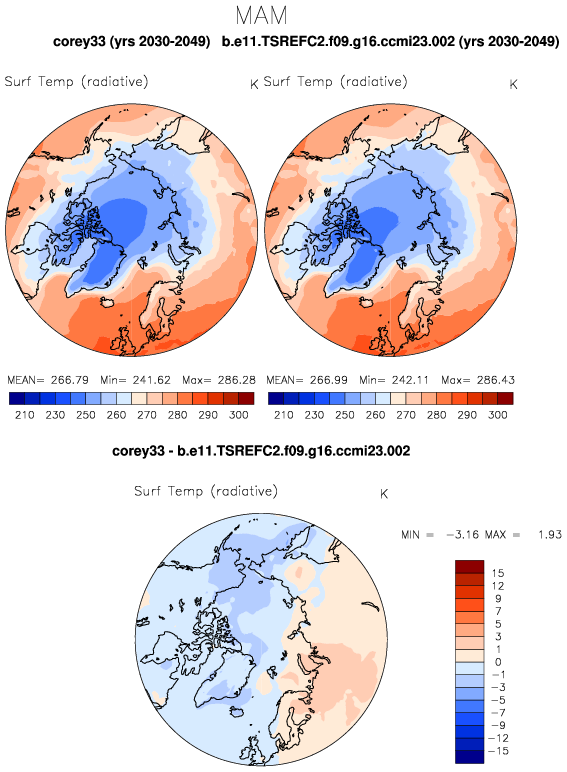 MAM
corey33 (yrs 2030-2049) b.e11.TSREFC2.f09.g16.ccmi23.002 (yrs 2030-2049)
Surf Temp (radiative) K Surf Temp (radiative) K
MEAN= 266.79 Min= 241.62 Max= 286.28 MEAN= 266.99 Min= 242.11 Max= 286.43
210 230 250 260 270 280 290 300 210 230 250 260 270 280 290 300
corey33 - b.e11.TSREFC2.f09.g16.ccmi23.002
Surf Temp (radiative) K
MIN = -3.16 MAX = 1.93
15
12
9
7
5
3
1
0
-1
-3
-5
-7
-9
-12
-15